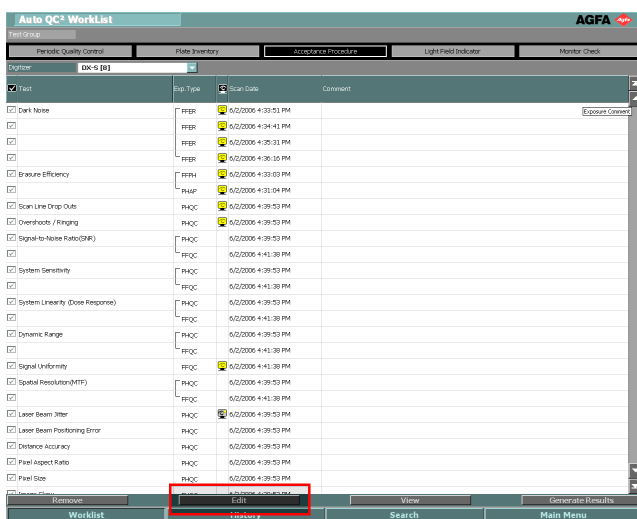 Auto QC² WorkList
AGFA
Test Group
Periodic Quality Control Plate Inventory Acceptance Procedure Light Field Indicator Monitor Check
Digitizer DX-S [8]
Test Exp.Type Scan Date Comment
Dark Noise FFER 6/2/2006 4:33:51 PM Exposure Comment
FFER 6/2/2006 4:34:41 PM
FFER 6/2/2006 4:35:31 PM
FFER 6/2/2006 4:36:16 PM
Erasure Efficiency FFPH 6/2/2006 4:33:03 PM
PHAP 6/2/2006 4:31:04 PM
Scan Line Drop Outs PHQC 6/2/2006 4:39:53 PM
Overshoots / Ringing PHQC 6/2/2006 4:39:53 PM
Signal-to-Noise Ratio(SNR) PHQC 6/2/2006 4:39:53 PM
FFQC 6/2/2006 4:41:38 PM
System Sensitivity PHQC 6/2/2006 4:39:53 PM
FFQC 6/2/2006 4:41:38 PM
System Linearity (Dose Response) PHQC 6/2/2006 4:39:53 PM
FFQC 6/2/2006 4:41:38 PM
Dynamic Range PHQC 6/2/2006 4:39:53 PM
FFQC 6/2/2006 4:41:38 PM
Signal Uniformity FFQC 6/2/2006 4:41:38 PM
Spatial Resolution(MTF) PHQC 6/2/2006 4:39:53 PM
FFQC 6/2/2006 4:41:38 PM
Laser Beam Jitter PHQC 6/2/2006 4:39:53 PM
Laser Beam Positioning Error PHQC 6/2/2006 4:39:53 PM
Distance Accuracy PHQC 6/2/2006 4:39:53 PM
Pixel Aspect Ratio PHQC 6/2/2006 4:39:53 PM
Pixel Size PHQC 6/2/2006 4:39:53 PM
Remove Edit View Generate Results
Worklist History Search Main Menu